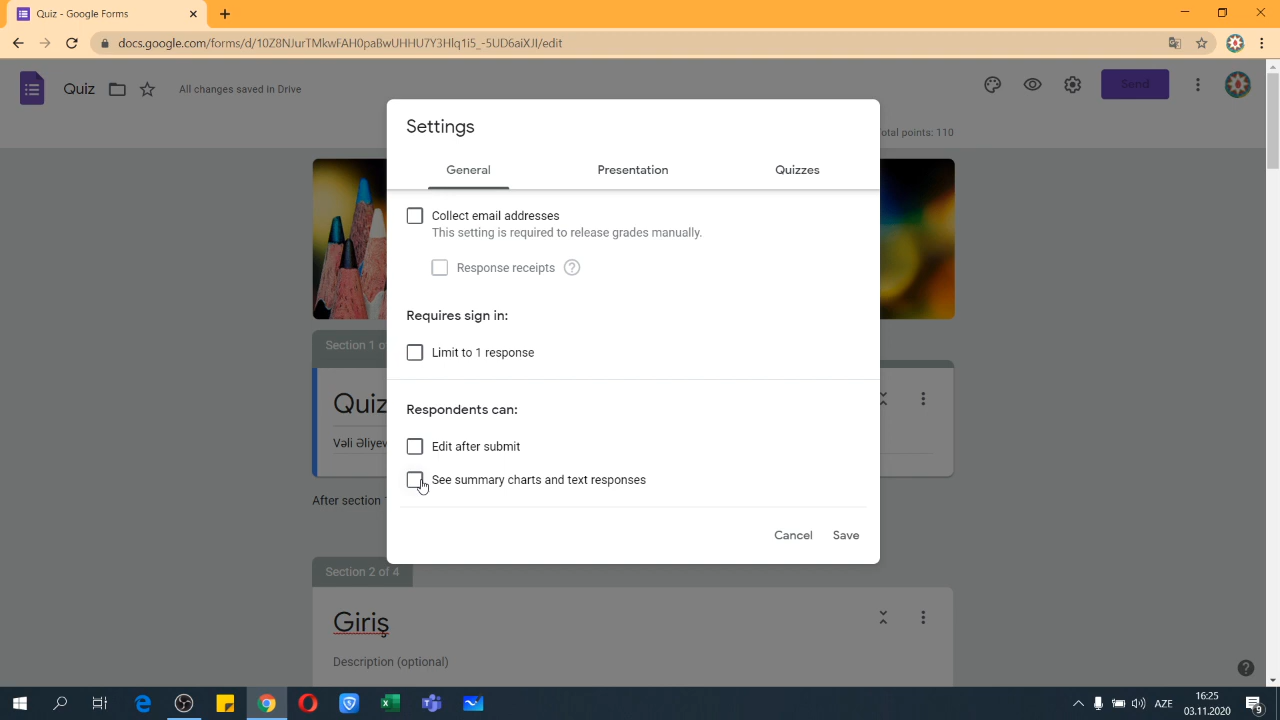 Quiz - Google Forms
docs.google.com/forms/d/10Z8NJurTMkwFAH0paBwUHHU7Y3Hlq1i5_-5UD6aiXJI/edit
Quiz
All changes saved in Drive
Send
otal points: 110
Settings
General
Presentation
Quizzes
Collect email addresses
This setting is required to release grades manually.
Response receipts
Requires sign in:
Limit to 1 response
Section 1 o
Quiz
Vəli Əliyev
Respondents can:
Edit after submit
See summary charts and text responses
After section
Cancel
Save
Section 2 of 4
Giriş
Description (optional)
AZE
16:25
03.11.2020
9